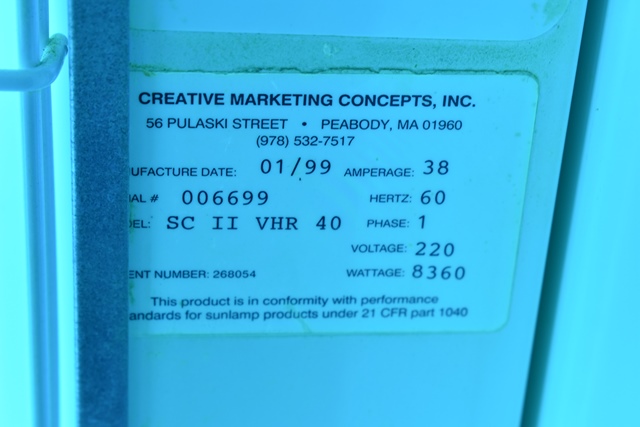 CREATIVE MARKETING CONCEPTS, INC.
56 PULASKI STREET • PEABODY, MA 01960
(978) 532-7517
UFACTURE DATE: 01/99 AMPERAGE: 38
IAL # 006699 HERTZ: 60
DEL: SC II VHR 40 PHASE: 1
VOLTAGE: 220
ENT NUMBER: 268054 WATTAGE: 8360
This product is in conformity with performance
andards for sunlamp products under 21 CFR part 1040